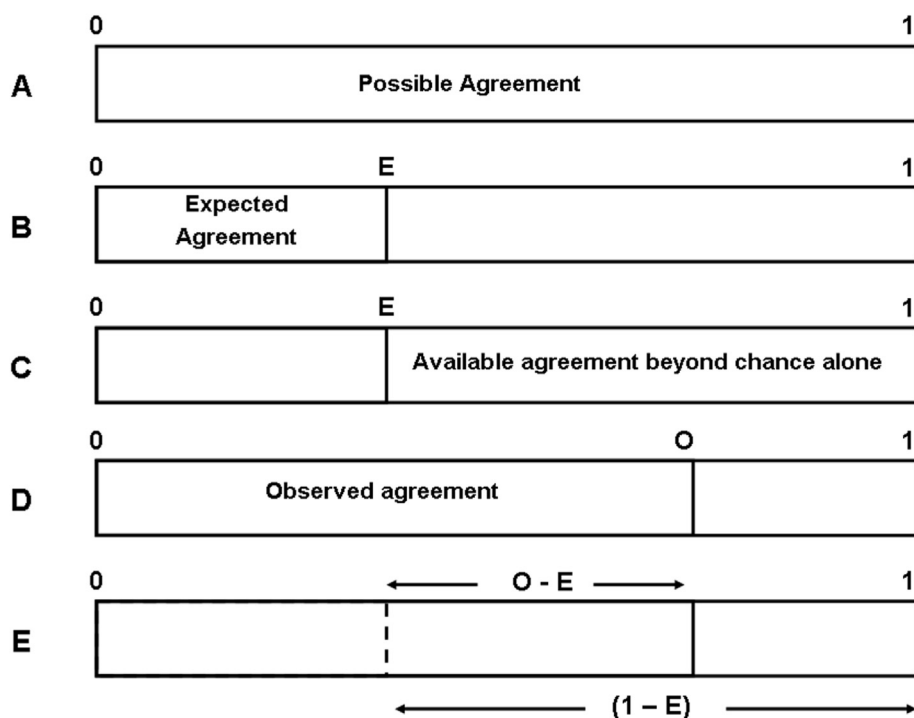 0 1
A Possible Agreement
0 E 1
B Expected
Agreement
0 E 1
C Available agreement beyond chance alone
0 O 1
D Observed agreement
0 O - E 1
E
(1 – E)